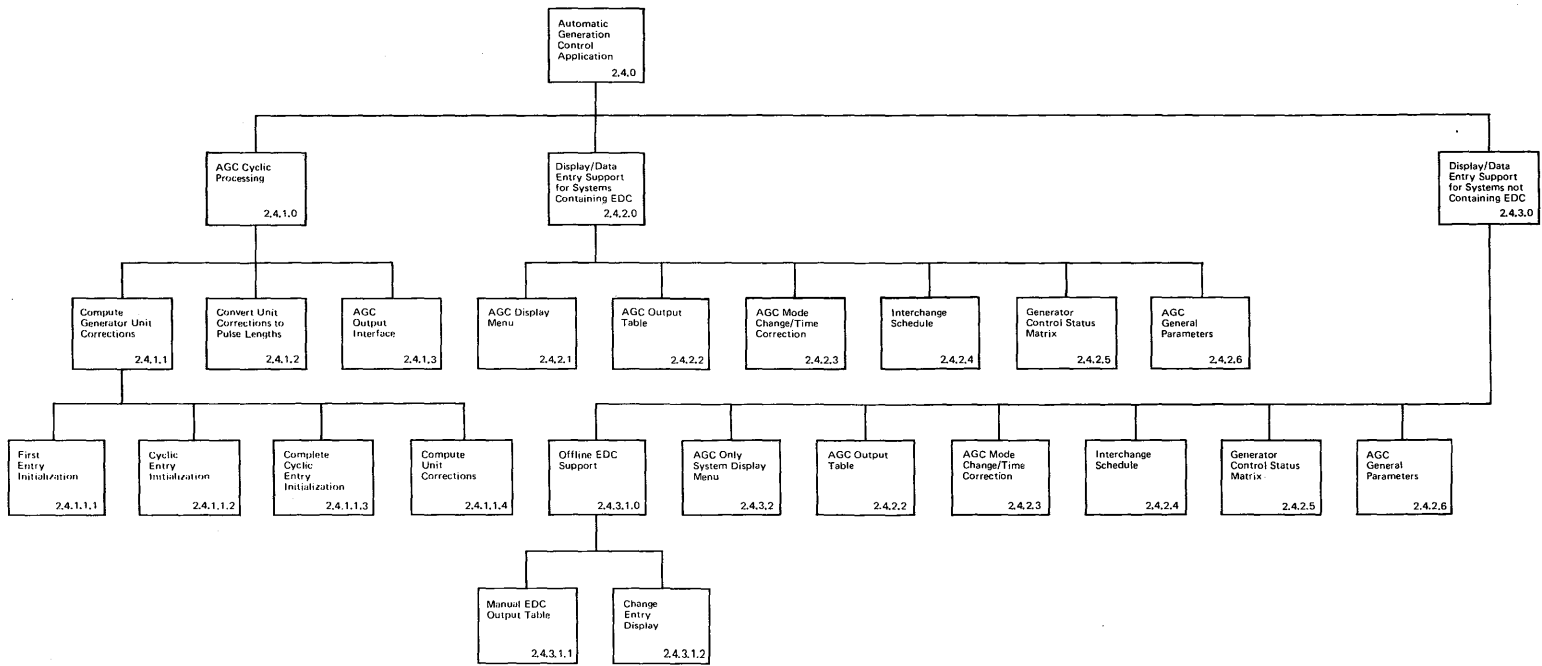 Automatic
Generation
Control
Application
2.4.0
AGC Cyclic
Processing
2.4.1.0
Display/Data
Entry Support
for Systems
Containing EDC
2.4.2.0
Display/Data
Entry Support
for Systems not
Containing EDC
2.4.3.0
Compute
Generator Unit
Corrections
2.4.1.1
Convert Unit
Corrections to
Pulse Lengths
2.4.1.2
AGC
Output
Interface
2.4.1.3
AGC Display
Menu
2.4.2.1
AGC Output
Table
2.4.2.2
AGC Mode
Change/Time
Correction
2.4.2.3
Interchange
Schedule
2.4.2.4
Generator
Control Status
Matrix
2.4.2.5
AGC
General
Parameters
2.4.2.6
First
Entry
Initialization
2.4.1.1.1
Cyclic
Entry
Initialization
2.4.1.1.2
Complete
Cyclic
Entry
Initialization
2.4.1.1.3
Compute
Unit
Corrections
2.4.1.1.4
Offline EDC
Support
2.4.3.1.0
AGC Only
System Display
Menu
2.4.3.2
AGC Output
Table
2.4.2.2
AGC Mode
Change/Time
Correction
2.4.2.3
Interchange
Schedule
2.4.2.4
Generator
Control Status
Matrix
2.4.2.5
AGC
General
Parameters
2.4.2.6
Manual EDC
Output Table
2.4.3.1.1
Change
Entry
Display
2.4.3.1.2